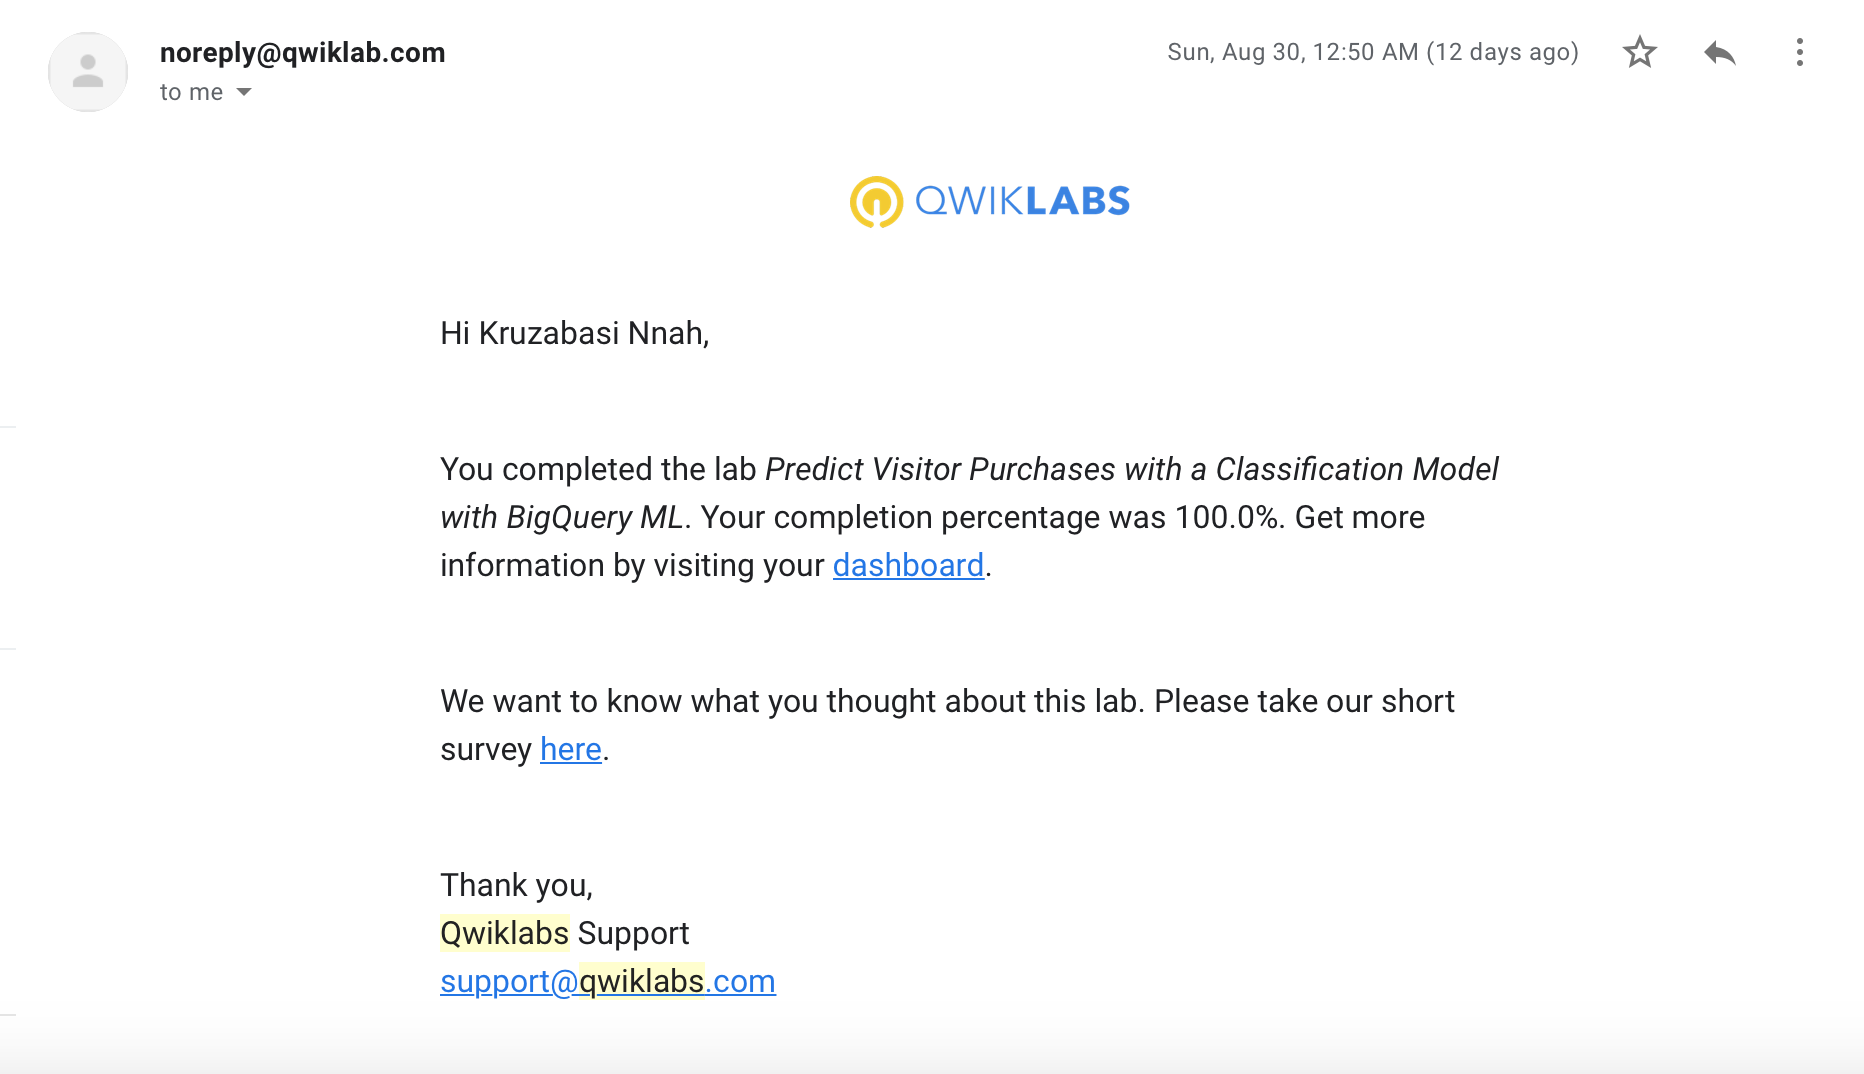 noreply@qwiklab.com
Sun, Aug 30, 12:50 AM (12 days ago)
to me
QWIKLABS
Hi Kruzabasi Nnah,
You completed the lab Predict Visitor Purchases with a Classification Model
with BigQuery ML. Your completion percentage was 100.0%. Get more
information by visiting your dashboard.
We want to know what you thought about this lab. Please take our short
survey here.
Thank you,
Qwiklabs Support
support@qwiklabs.com